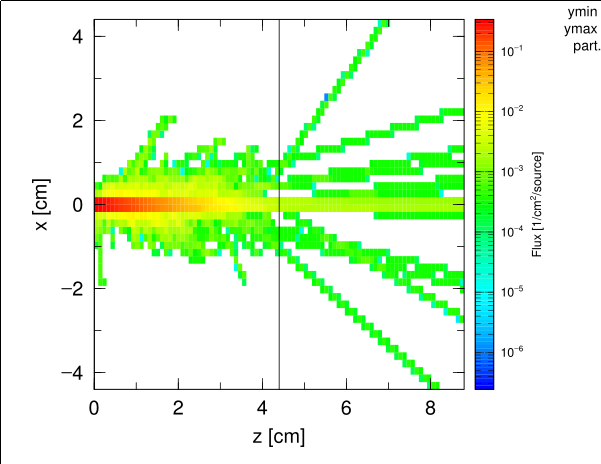 ymin
ymax
part.
4
2
0
−2
−4
x [cm]
0
2
4
6
8
z [cm]
10⁻¹
10⁻²
10⁻³
10⁻⁴
10⁻⁵
10⁻⁶
Flux [1/cm²/source]